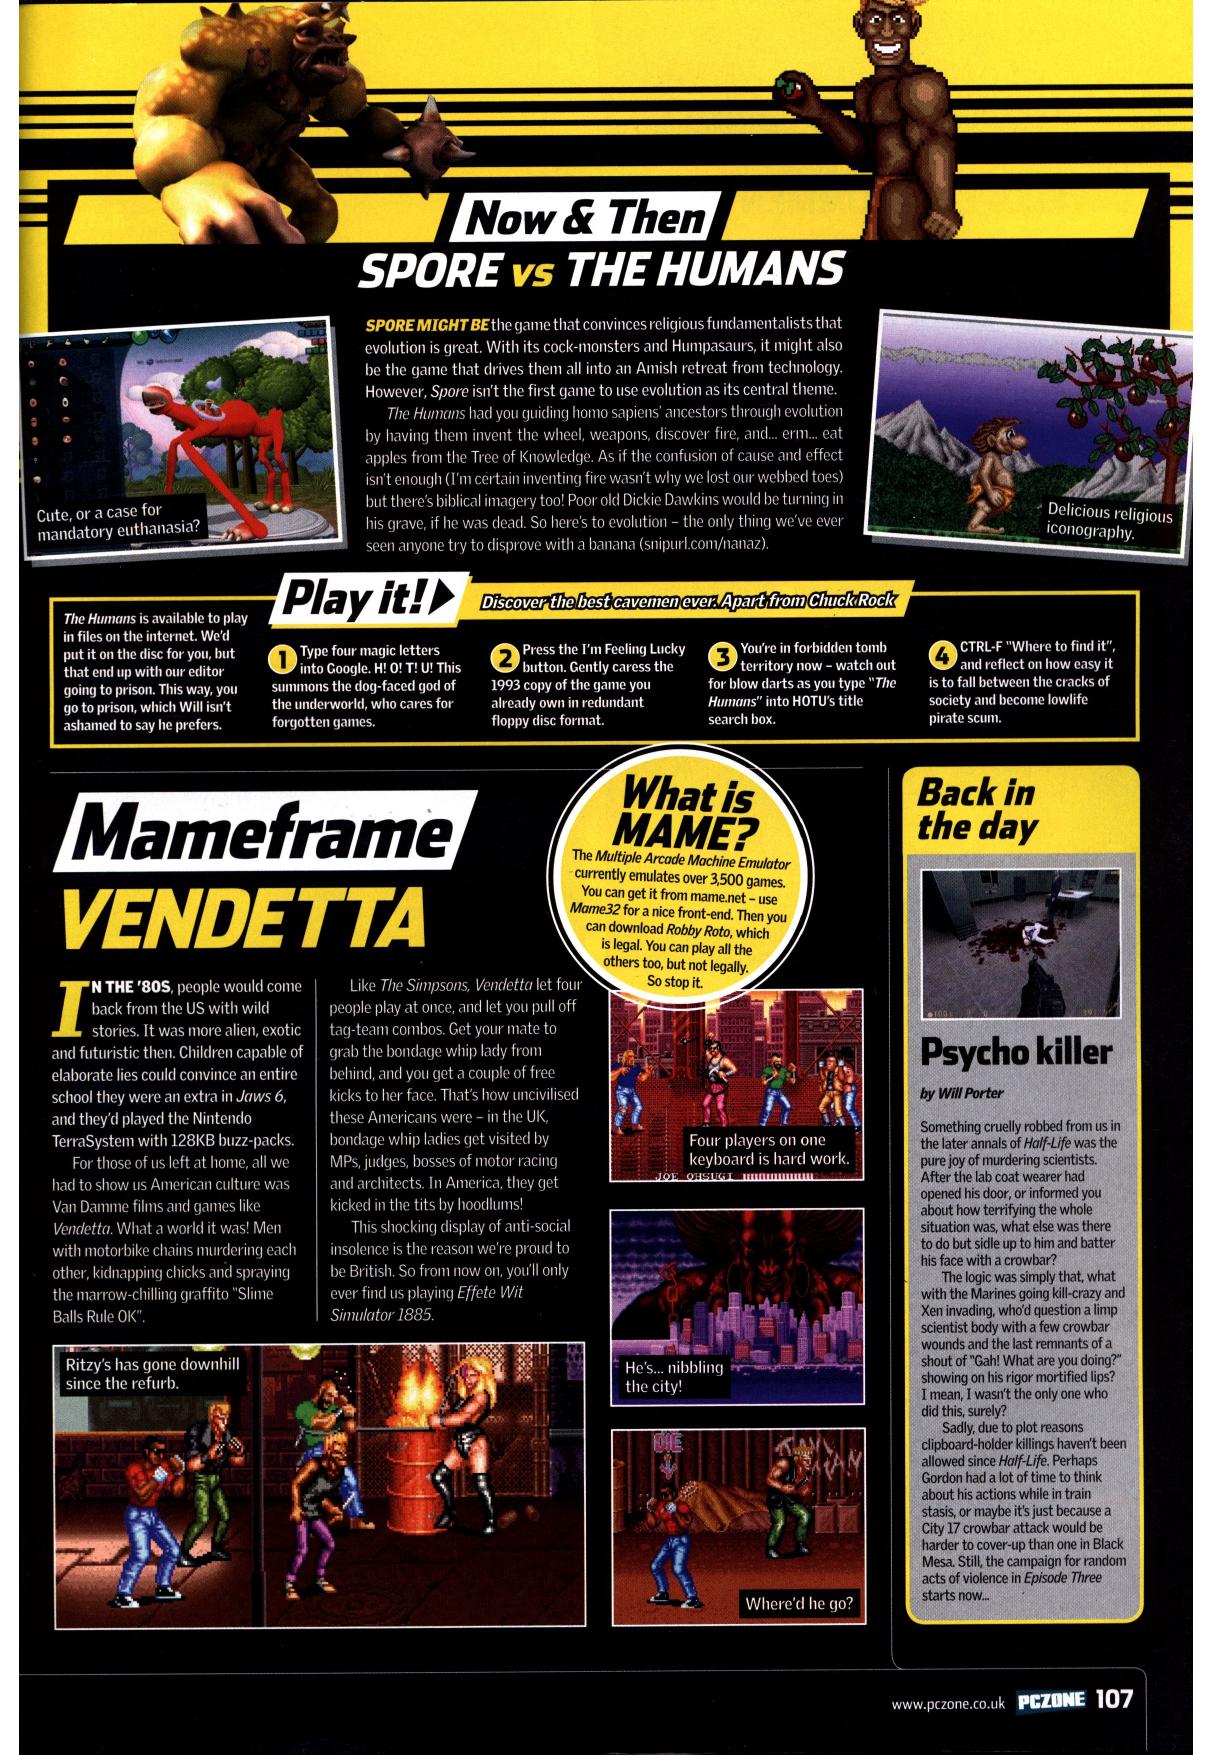 Now & Then
SPORE vs THE HUMANS
SPORE MIGHT BE the game that convinces religious fundamentalists that
evolution is great. With its cock-monsters and Humpasaurs, it might also
be the game that drives them all into an Amish retreat from technology.
However, Spore isn't the first game to use evolution as its central theme.
The Humans had you guiding homo sapiens' ancestors through evolution
by having them invent the wheel, weapons, discover fire, and... erm... eat
apples from the Tree of Knowledge. As if the confusion of cause and effect
isn't enough (I'm certain inventing fire wasn't why we lost our webbed toes)
but there's biblical imagery too! Poor old Dickie Dawkins would be turning in
his grave, if he was dead. So here's to evolution – the only thing we've ever
seen anyone try to disprove with a banana (snipurl.com/nanaz).
Cute, or a case for
mandatory euthanasia?
Delicious religious
iconography.
Play it!
Discover the best cavemen ever. Apart from Chuck Rock
The Humans is available to play
in files on the internet. We'd
put it on the disc for you, but
that end up with our editor
going to prison. This way, you
go to prison, which Will isn't
ashamed to say he prefers.
1 Type four magic letters
into Google. H! O! T! U! This
summons the dog-faced god of
the underworld, who cares for
forgotten games.
2 Press the I'm Feeling Lucky
button. Gently caress the
1993 copy of the game you
already own in redundant
floppy disc format.
3 You're in forbidden tomb
territory now – watch out
for blow darts as you type "The
Humans" into HOTU's title
search box.
4 CTRL-F "Where to find it",
and reflect on how easy it
is to fall between the cracks of
society and become lowlife
pirate scum.
Mameframe
VENDETTA
IN THE '80S, people would come
back from the US with wild
stories. It was more alien, exotic
and futuristic then. Children capable of
elaborate lies could convince an entire
school they were an extra in Jaws 6,
and they'd played the Nintendo
TerraSystem with 128KB buzz-packs.
For those of us left at home, all we
had to show us American culture was
Van Damme films and games like
Vendetta. What a world it was! Men
with motorbike chains murdering each
other, kidnapping chicks and spraying
the marrow-chilling graffito "Slime
Balls Rule OK".
Like The Simpsons, Vendetta let four
people play at once, and let you pull off
tag-team combos. Get your mate to
grab the bondage whip lady from
behind, and you get a couple of free
kicks to her face. That's how uncivilised
these Americans were – in the UK,
bondage whip ladies get visited by
MPs, judges, bosses of motor racing
and architects. In America, they get
kicked in the tits by hoodlums!
This shocking display of anti-social
insolence is the reason we're proud to
be British. So from now on, you'll only
ever find us playing Effete Wit
Simulator 1885.
What is
MAME?
The Multiple Arcade Machine Emulator
currently emulates over 3,500 games.
You can get it from mame.net – use
Mame32 for a nice front-end. Then you
can download Robby Roto, which
is legal. You can play all the
others too, but not legally.
So stop it.
Four players on one
keyboard is hard work.
JOE OHSUGI
He's... nibbling
the city!
DIE
Where'd he go?
Ritzy's has gone downhill
since the refurb.
Back in
the day
Psycho killer
by Will Porter
Something cruelly robbed from us in
the later annals of Half-Life was the
pure joy of murdering scientists.
After the lab coat wearer had
opened his door, or informed you
about how terrifying the whole
situation was, what else was there
to do but sidle up to him and batter
his face with a crowbar?
The logic was simply that, what
with the Marines going kill-crazy and
Xen invading, who'd question a limp
scientist body with a few crowbar
wounds and the last remnants of a
shout of "Gah! What are you doing?"
showing on his rigor mortified lips?
I mean, I wasn't the only one who
did this, surely?
Sadly, due to plot reasons
clipboard-holder killings haven't been
allowed since Half-Life. Perhaps
Gordon had a lot of time to think
about his actions while in train
stasis, or maybe it's just because a
City 17 crowbar attack would be
harder to cover-up than one in Black
Mesa. Still, the campaign for random
acts of violence in Episode Three
starts now...
www.pczone.co.uk PCZONE 107